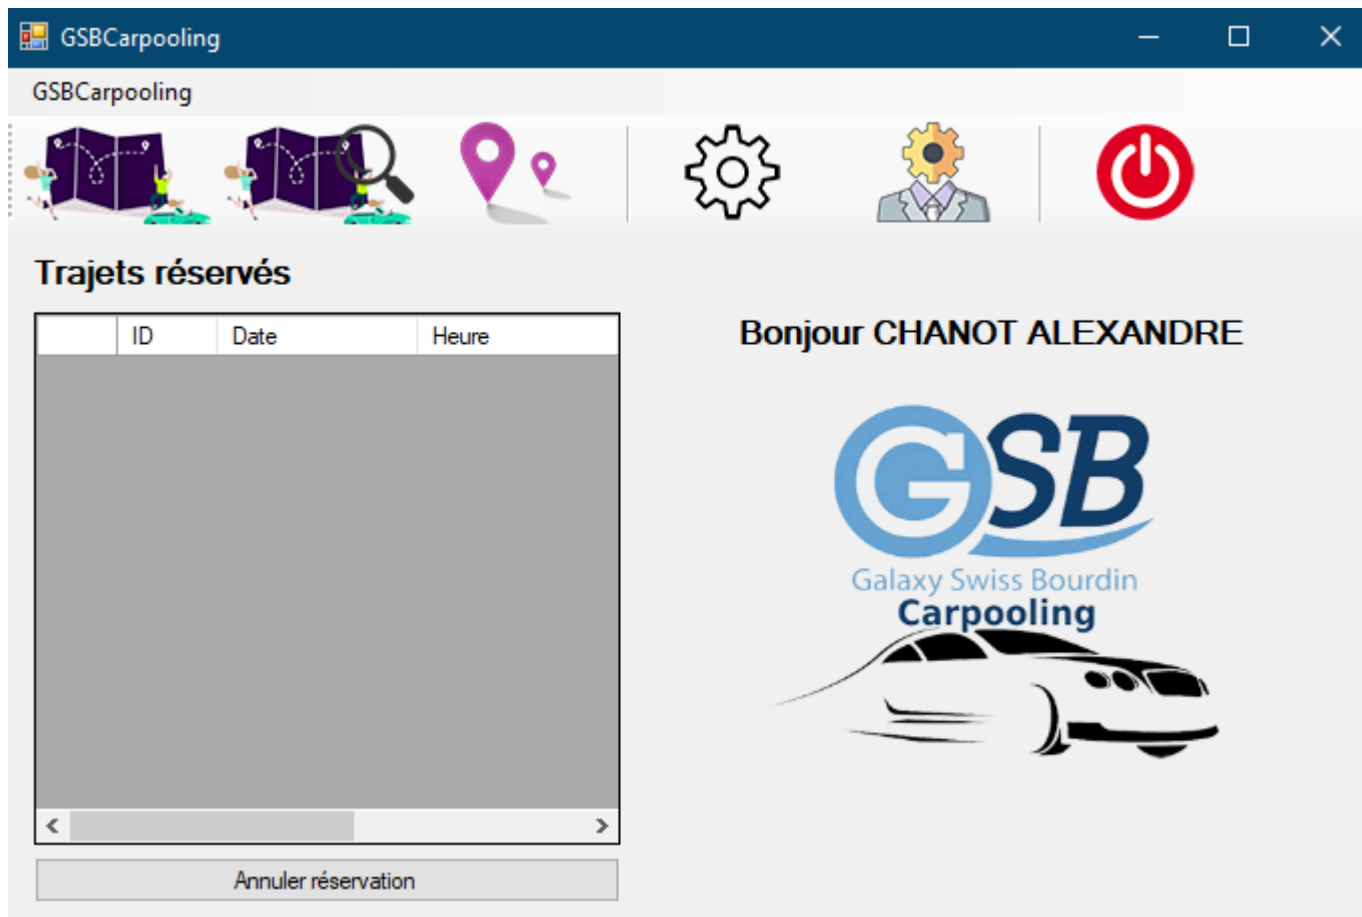 GSBCarpooling
GSBCarpooling
Trajets réservés
ID Date Heure
Annuler réservation
Bonjour CHANOT ALEXANDRE
GSB
Galaxy Swiss Bourdin
Carpooling